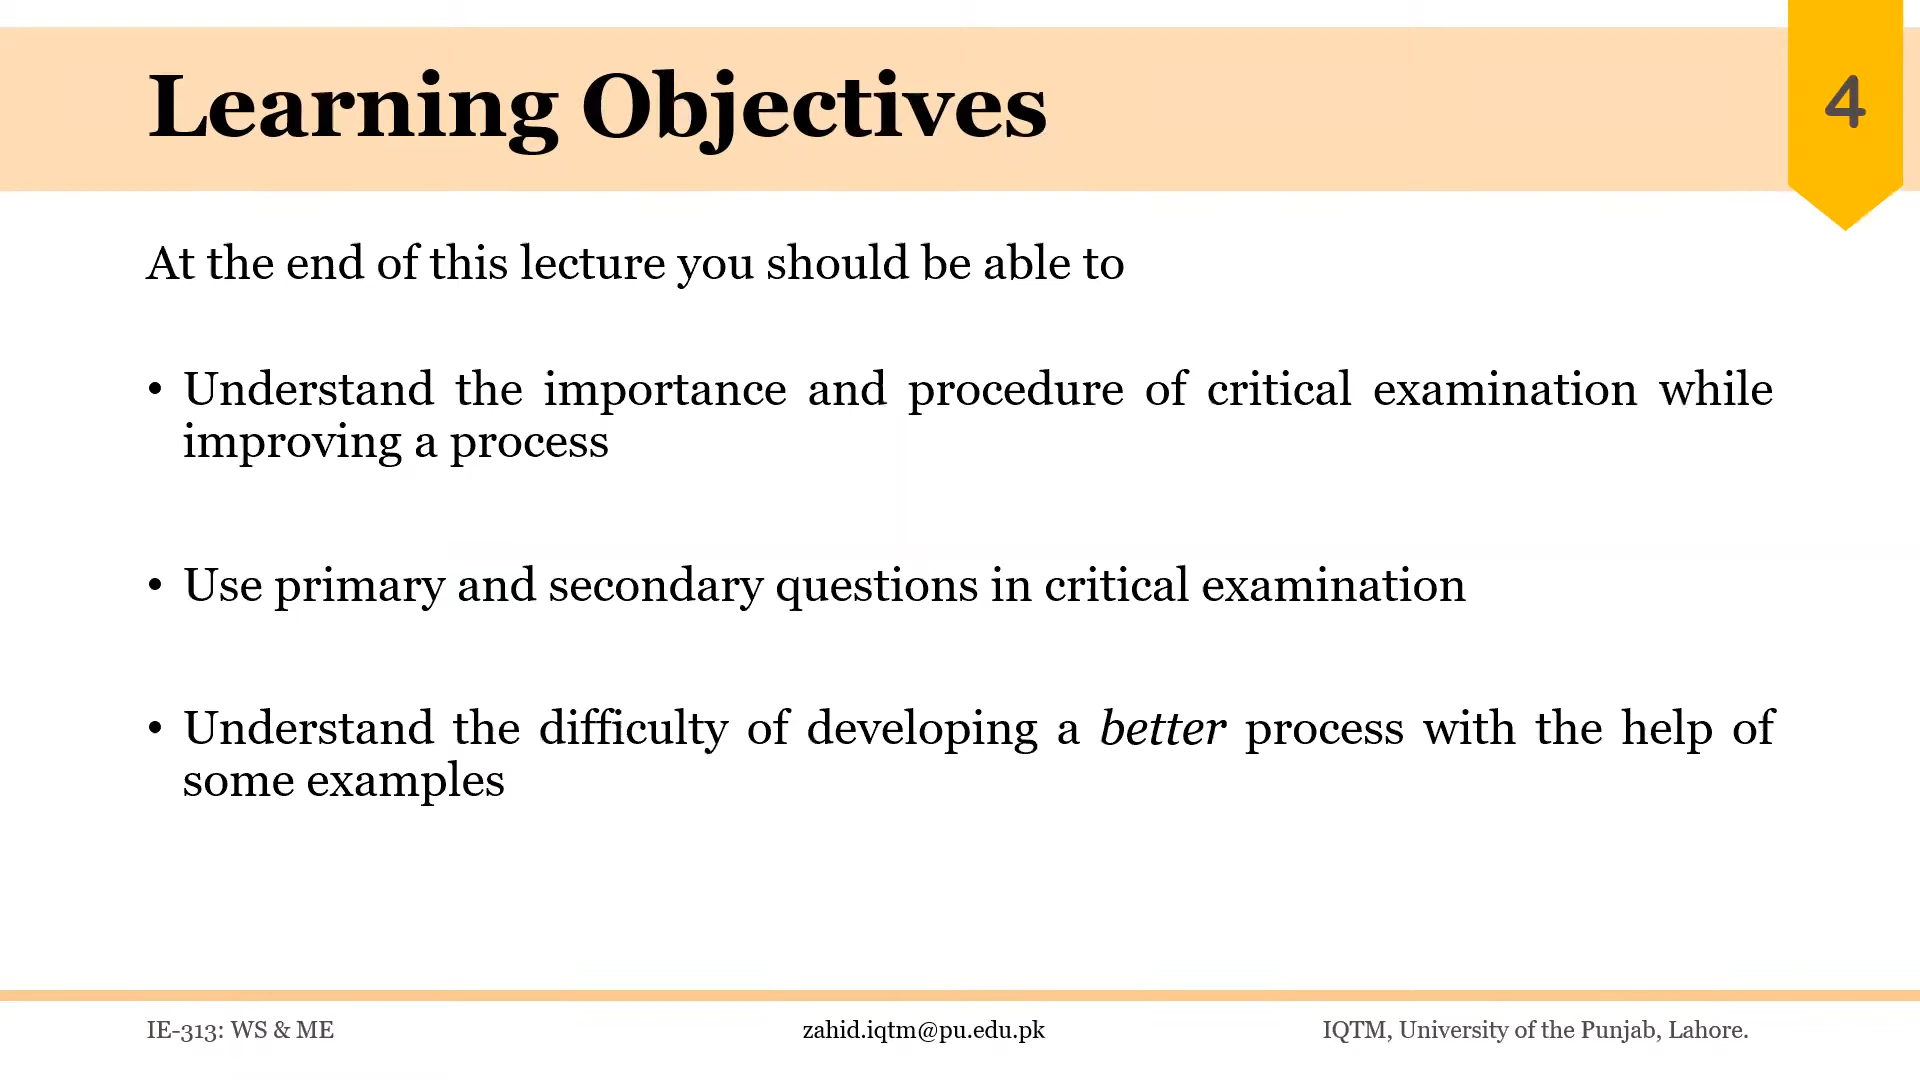 Learning Objectives
4
At the end of this lecture you should be able to
• Understand the importance and procedure of critical examination while
improving a process
• Use primary and secondary questions in critical examination
• Understand the difficulty of developing a better process with the help of
some examples
IE-313: WS & ME
zahid.iqtm@pu.edu.pk
IQTM, University of the Punjab, Lahore.